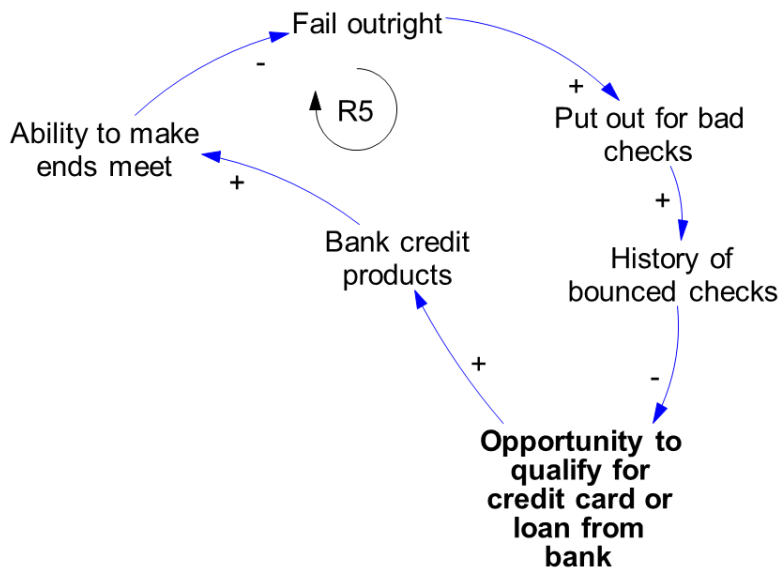 Fail outright
-
+
R5
Put out for bad
checks
Ability to make
ends meet
+
+
Bank credit
products
History of
bounced checks
+
-
Opportunity to
qualify for
credit card or
loan from
bank